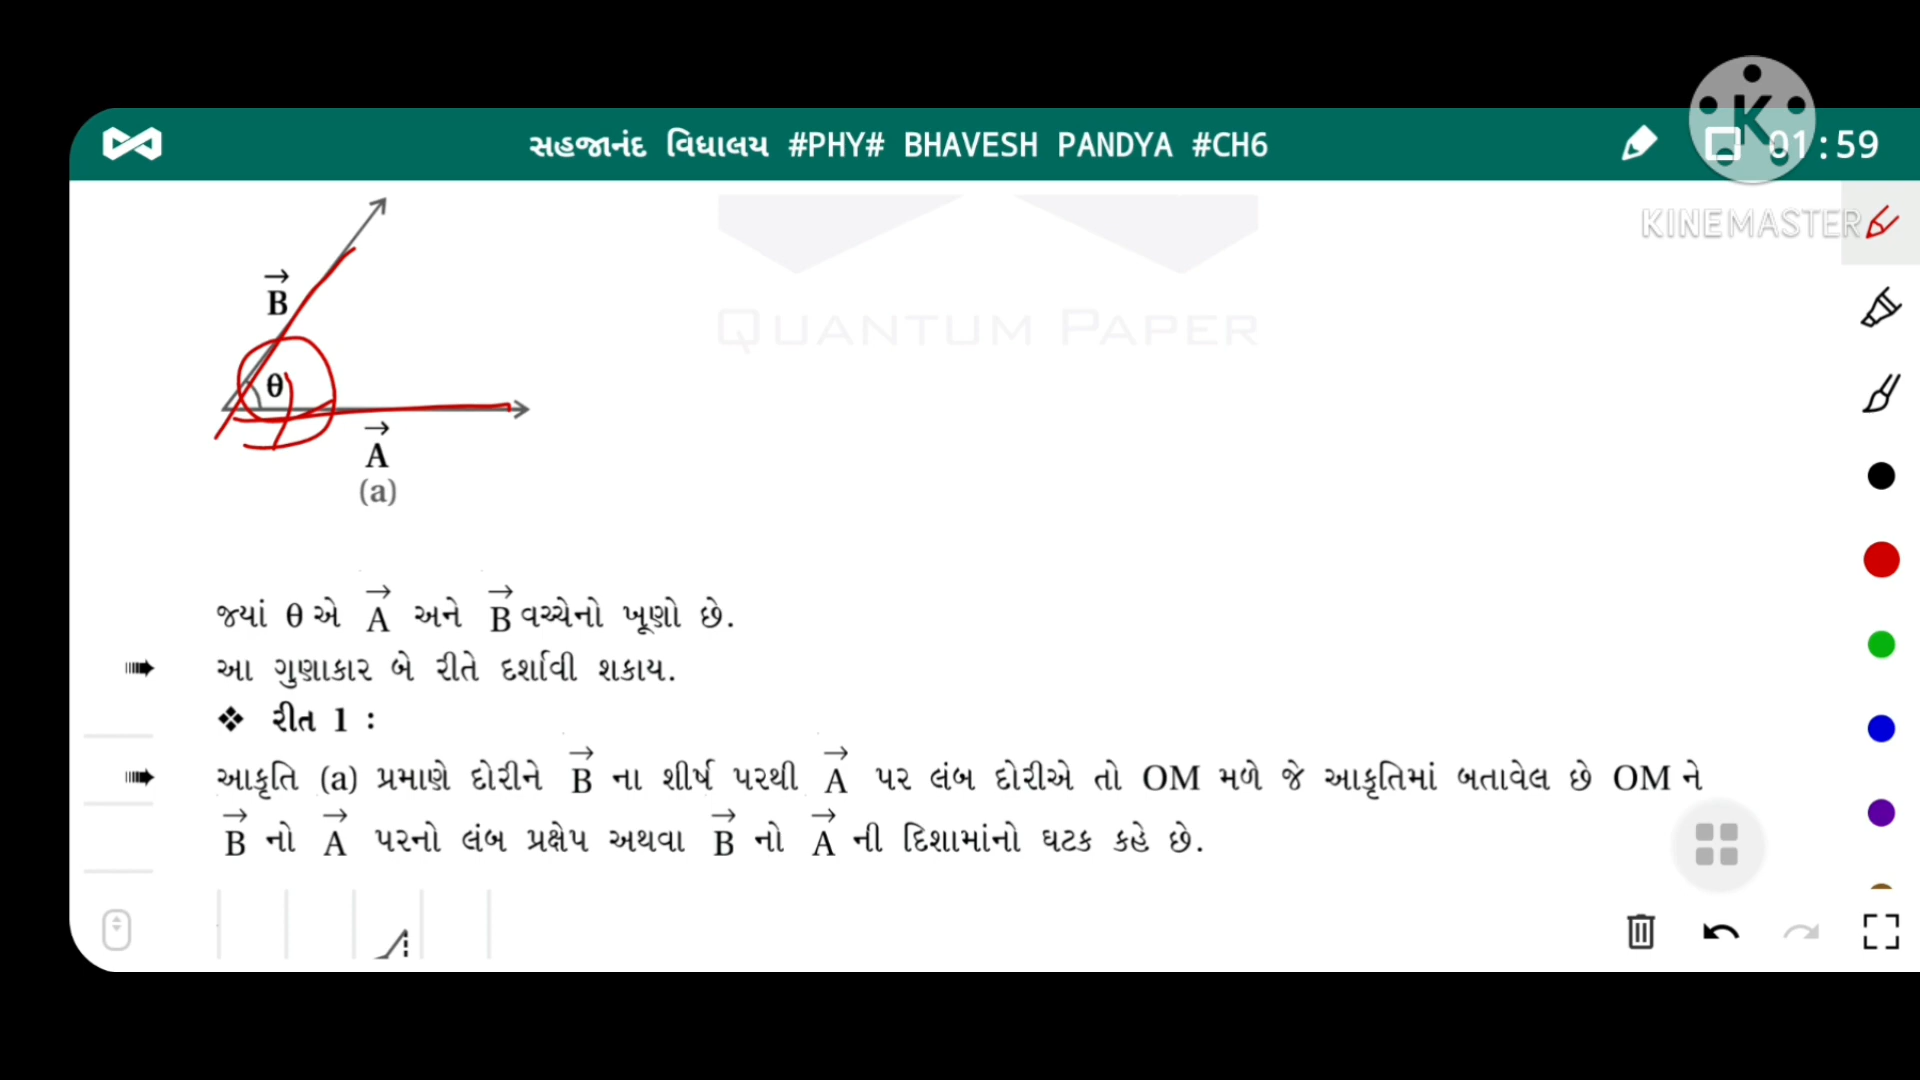 સહજાનંદ વિધાલય #PHY# BHAVESH PANDYA #CH6
01:59
K
KINEMASTER
QUANTUM PAPER
B
θ
A
(a)
જ્યાં θ એ A અને B વચ્ચેનો ખૂણો છે.
આ ગુણાકાર બે રીતે દર્શાવી શકાય.
❖ રીત 1 :
આકૃતિ (a) પ્રમાણે દોરીને B ના શીર્ષ પરથી A પર લંબ દોરીએ તો OM મળે જે આકૃતિમાં બતાવેલ છે OM ને
B નો A પરનો લંબ પ્રક્ષેપ અથવા B નો A ની દિશામાંનો ઘટક કહે છે.